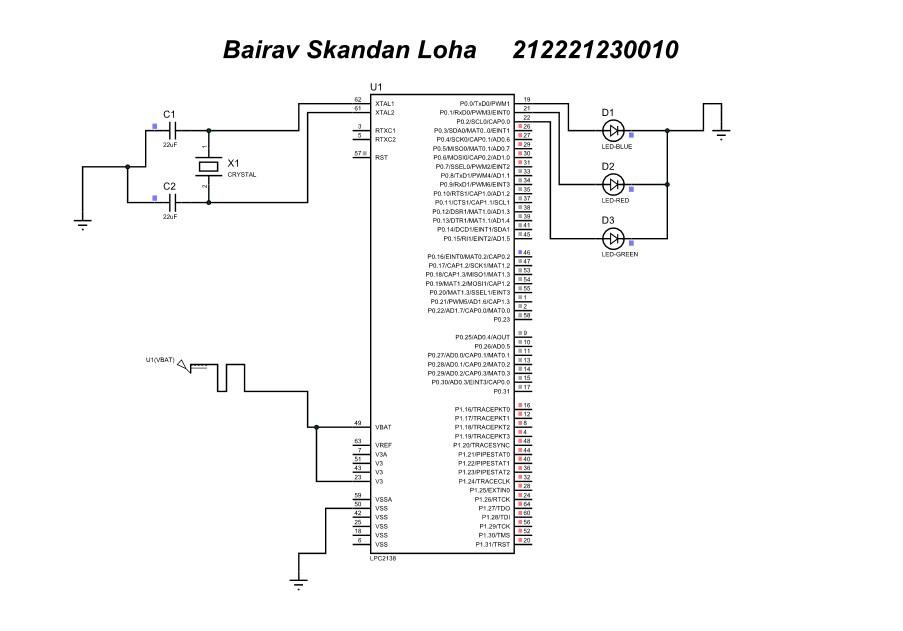 Bairav Skandan Loha 212221230010
U1
62 XTAL1 P0.0/TxD0/PWM1 19
61 XTAL2 P0.1/RxD0/PWM3/EINT0 21
P0.2/SCL0/CAP0.0 22
3 RTXC1 P0.3/SDA0/MAT0..0/EINT1 26
5 RTXC2 P0.4/SCK0/CAP0.1/AD0.6 27
P0.5/MISO0/MAT0.1/AD0.7 29
57 RST P0.6/MOSI0/CAP0.2/AD1.0 30
P0.7/SSEL0/PWM2/EINT2 31
P0.8/TxD1/PWM4/AD1.1 33
P0.9/RxD1/PWM6/EINT3 34
P0.10/RTS1/CAP1.0/AD1.2 35
P0.11/CTS1/CAP1.1/SCL1 37
P0.12/DSR1/MAT1.0/AD1.3 38
P0.13/DTR1/MAT1.1/AD1.4 39
P0.14/DCD1/EINT1/SDA1 41
P0.15/RI1/EINT2/AD1.5 45
P0.16/EINT0/MAT0.2/CAP0.2 46
P0.17/CAP1.2/SCK1/MAT1.2 47
P0.18/CAP1.3/MISO1/MAT1.3 53
P0.19/MAT1.2/MOSI1/CAP1.2 54
P0.20/MAT1.3/SSEL1/EINT3 55
P0.21/PWM5/AD1.6/CAP1.3 1
P0.22/AD1.7/CAP0.0/MAT0.0 2
P0.23 58
P0.25/AD0.4/AOUT 9
P0.26/AD0.5 10
P0.27/AD0.0/CAP0.1/MAT0.1 11
P0.28/AD0.1/CAP0.2/MAT0.2 13
P0.29/AD0.2/CAP0.3/MAT0.3 14
P0.30/AD0.3/EINT3/CAP0.0 15
P0.31 17
P1.16/TRACEPKT0 16
P1.17/TRACEPKT1 12
49 VBAT P1.18/TRACEPKT2 8
P1.19/TRACEPKT3 4
63 VREF P1.20/TRACESYNC 48
7 V3A P1.21/PIPESTAT0 44
51 V3 P1.22/PIPESTAT1 40
43 V3 P1.23/PIPESTAT2 36
23 V3 P1.24/TRACECLK 32
P1.25/EXTIN0 28
59 VSSA P1.26/RTCK 24
50 VSS P1.27/TDO 64
42 VSS P1.28/TDI 60
25 VSS P1.29/TCK 56
18 VSS P1.30/TMS 52
6 VSS P1.31/TRST 20
LPC2138
C1
22uF
1
X1
CRYSTAL
2
C2
22uF
U1(VBAT)
D1
LED-BLUE
D2
LED-RED
D3
LED-GREEN